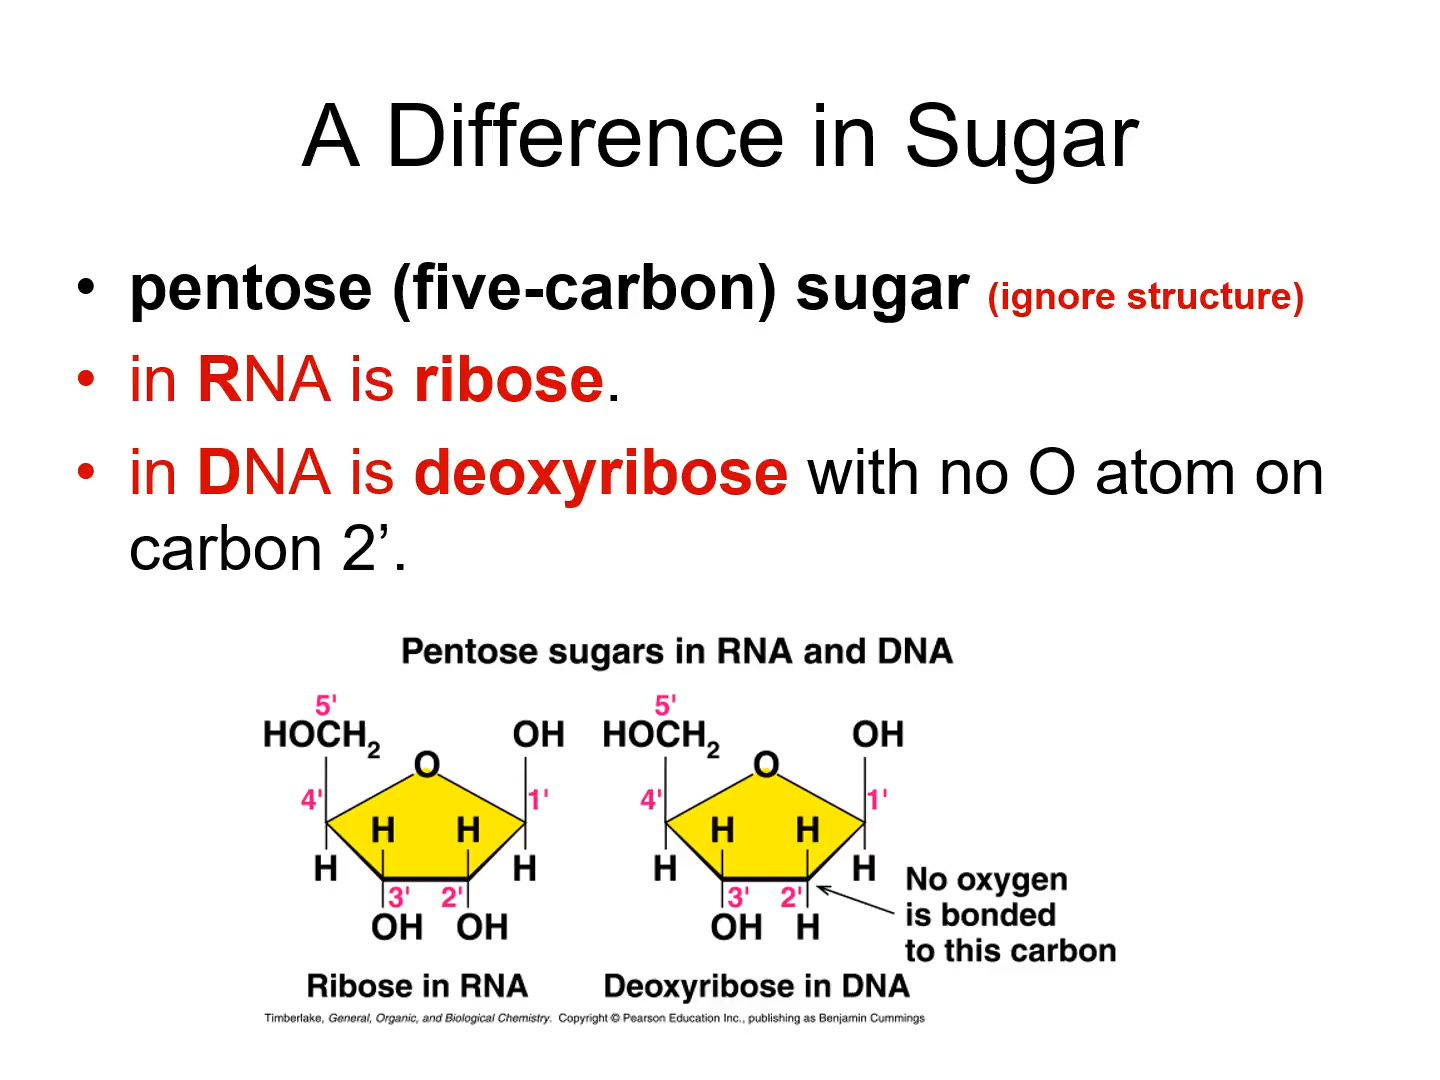 A Difference in Sugar
• pentose (five-carbon) sugar (ignore structure)
• in RNA is ribose.
• in DNA is deoxyribose with no O atom on
carbon 2’.
Pentose sugars in RNA and DNA
5' 5'
HOCH2 OH HOCH2 OH
O O
4' 1' 4' 1'
H H H H
H H H H
3' 2' 3' 2'
OH OH OH H
No oxygen
is bonded
to this carbon
Ribose in RNA Deoxyribose in DNA
Timberlake, General, Organic, and Biological Chemistry. Copyright © Pearson Education Inc., publishing as Benjamin Cummings